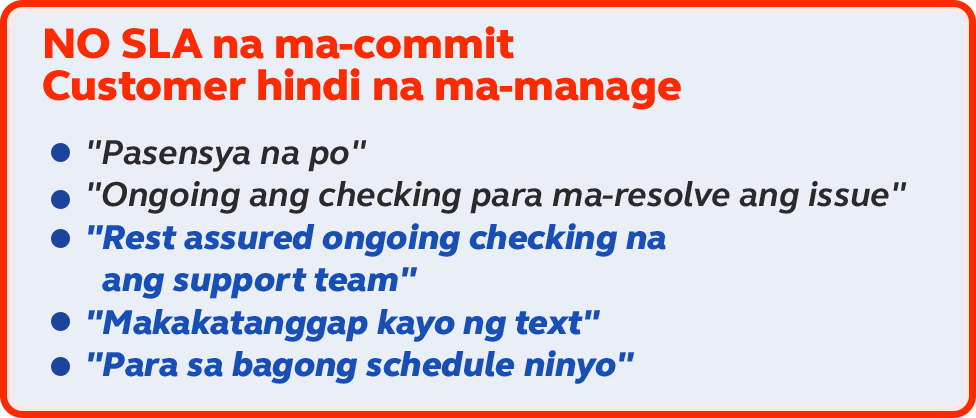 NO SLA na ma-commit
Customer hindi na ma-manage
• "Pasensya na po"
• "Ongoing ang checking para ma-resolve ang issue"
• "Rest assured ongoing checking na
ang support team"
• "Makakatanggap kayo ng text"
• "Para sa bagong schedule ninyo"